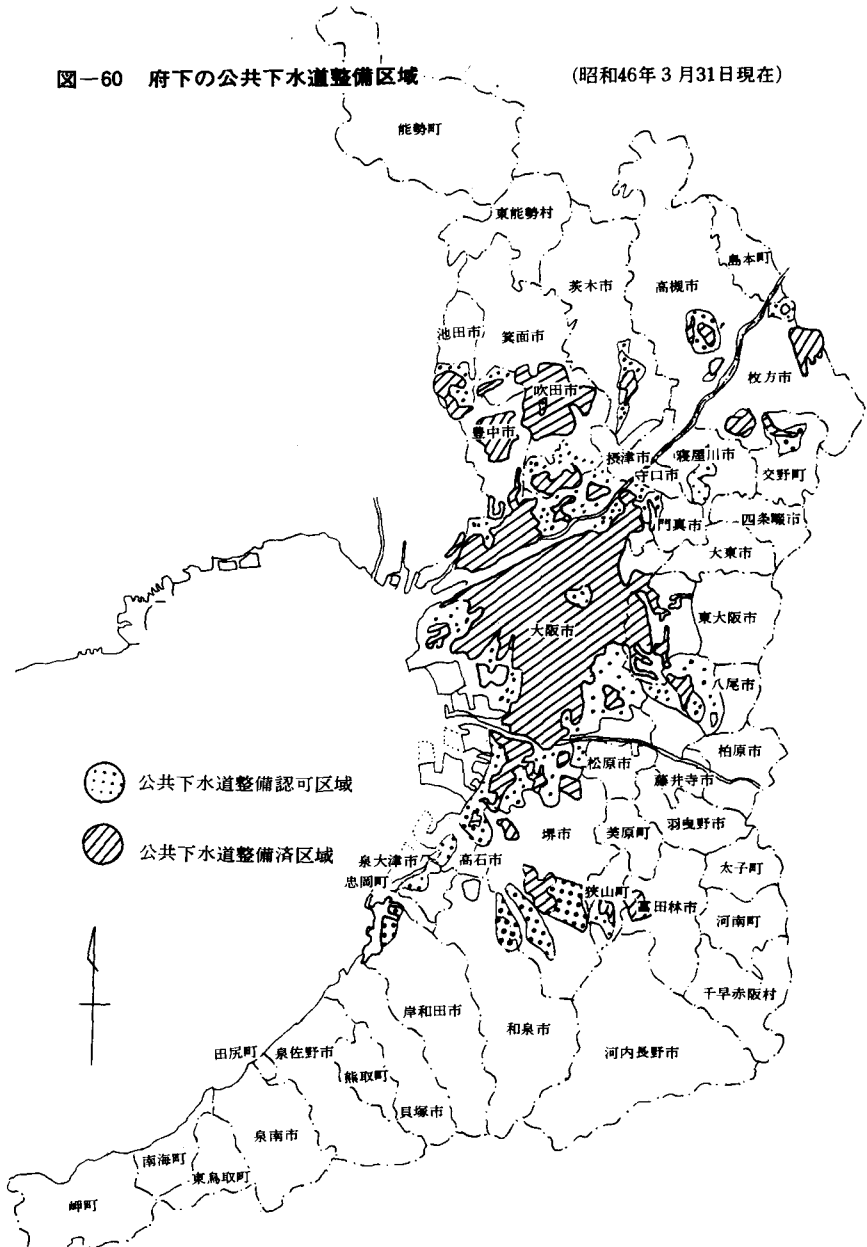 図－60 府下の公共下水道整備区域 (昭和46年3月31日現在)
能勢町
東能勢村
島本町
茨木市
高槻市
池田市
箕面市
枚方市
吹田市
豊中市
摂津市
寝屋川市
守口市
交野町
門真市
四条畷市
大東市
東大阪市
大阪市
八尾市
柏原市
松原市
藤井寺市
公共下水道整備認可区域
羽曳野市
堺市
美原町
公共下水道整備済区域
泉大津市
高石市
太子町
忠岡町
狭山町
富田林市
河南町
千早赤阪村
岸和田市
和泉市
河内長野市
田尻町
泉佐野市
熊取町
貝塚市
泉南市
南海町
東鳥取町
岬町